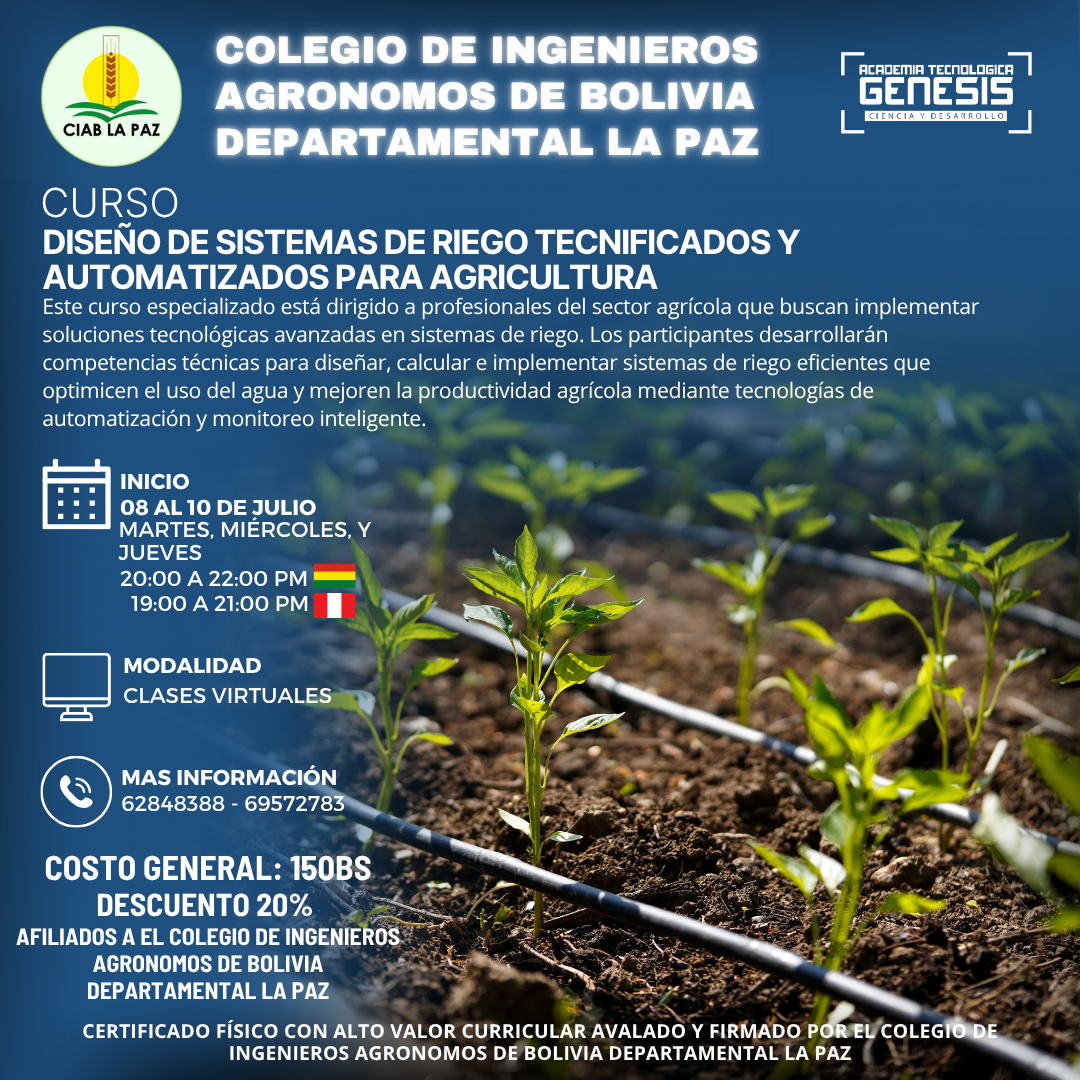 CIAB LA PAZ
COLEGIO DE INGENIEROS
AGRONOMOS DE BOLIVIA
DEPARTAMENTAL LA PAZ
ACADEMIA TECNOLOGICA
GENESIS
CIENCIA Y DESARROLLO
CURSO
DISEÑO DE SISTEMAS DE RIEGO TECNIFICADOS Y
AUTOMATIZADOS PARA AGRICULTURA
Este curso especializado está dirigido a profesionales del sector agrícola que buscan implementar
soluciones tecnológicas avanzadas en sistemas de riego. Los participantes desarrollarán
competencias técnicas para diseñar, calcular e implementar sistemas de riego eficientes que
optimicen el uso del agua y mejoren la productividad agrícola mediante tecnologías de
automatización y monitoreo inteligente.
INICIO
08 AL 10 DE JULIO
MARTES, MIÉRCOLES, Y
JUEVES
20:00 A 22:00 PM
19:00 A 21:00 PM
MODALIDAD
CLASES VIRTUALES
MAS INFORMACIÓN
62848388 - 69572783
COSTO GENERAL: 150BS
DESCUENTO 20%
AFILIADOS A EL COLEGIO DE INGENIEROS
AGRONOMOS DE BOLIVIA
DEPARTAMENTAL LA PAZ
CERTIFICADO FÍSICO CON ALTO VALOR CURRICULAR AVALADO Y FIRMADO POR EL COLEGIO DE
INGENIEROS AGRONOMOS DE BOLIVIA DEPARTAMENTAL LA PAZ